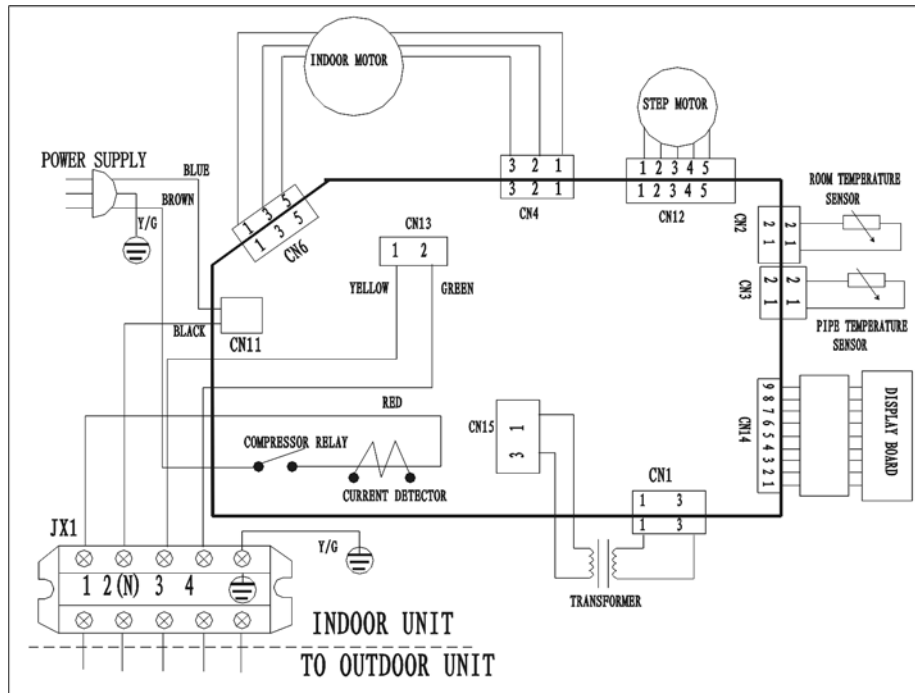 INDOOR MOTOR
STEP MOTOR
POWER SUPPLY
BLUE
BROWN
Y/G
3 2 1
3 2 1
CN4
1 2 3 4 5
1 2 3 4 5
CN12
ROOM TEMPERATURE
SENSOR
CN2
2 1
2 1
1 3 5
1 3 5
CN6
CN13
1 2
YELLOW
GREEN
CN3
2 1
2 1
PIPE TEMPERATURE
SENSOR
BLACK
CN11
RED
COMPRESSOR RELAY
CURRENT DETECTOR
CN15
1
3
CN14
9 8 7 6 5 4 3 2 1
DISPLAY BOARD
CN1
1 3
1 3
TRANSFORMER
JX1
Y/G
1 2(N) 3 4
INDOOR UNIT
TO OUTDOOR UNIT